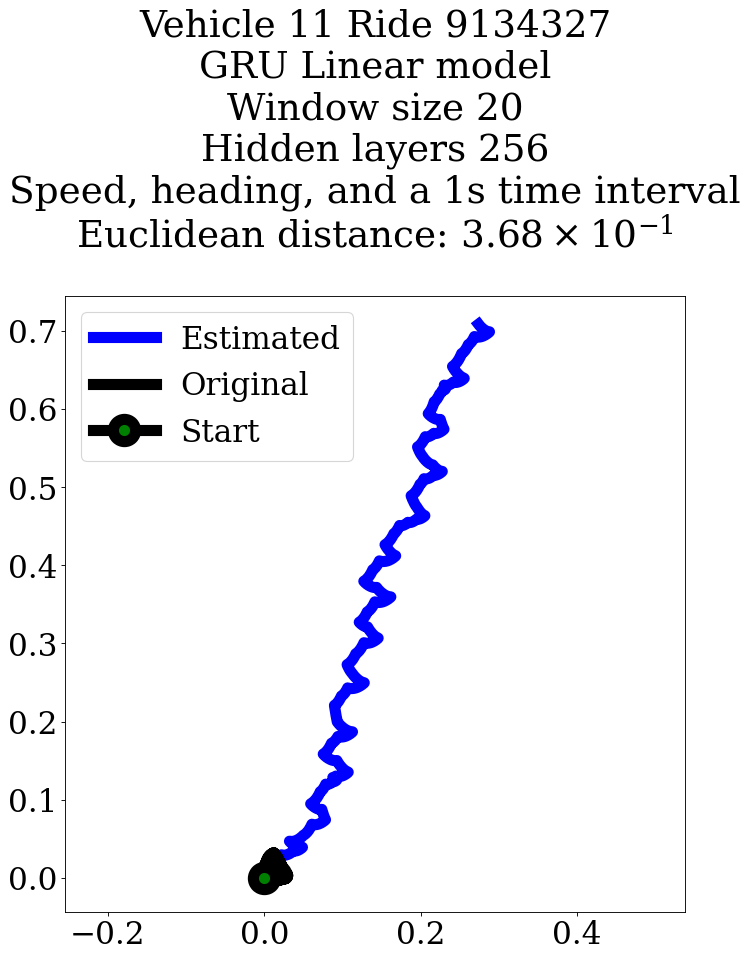 Vehicle 11 Ride 9134327
GRU Linear model
Window size 20
Hidden layers 256
Speed, heading, and a 1s time interval
Euclidean distance: 3.68 × 10⁻¹
Estimated
Original
Start
0.7
0.6
0.5
0.4
0.3
0.2
0.1
0.0
−0.2 0.0 0.2 0.4